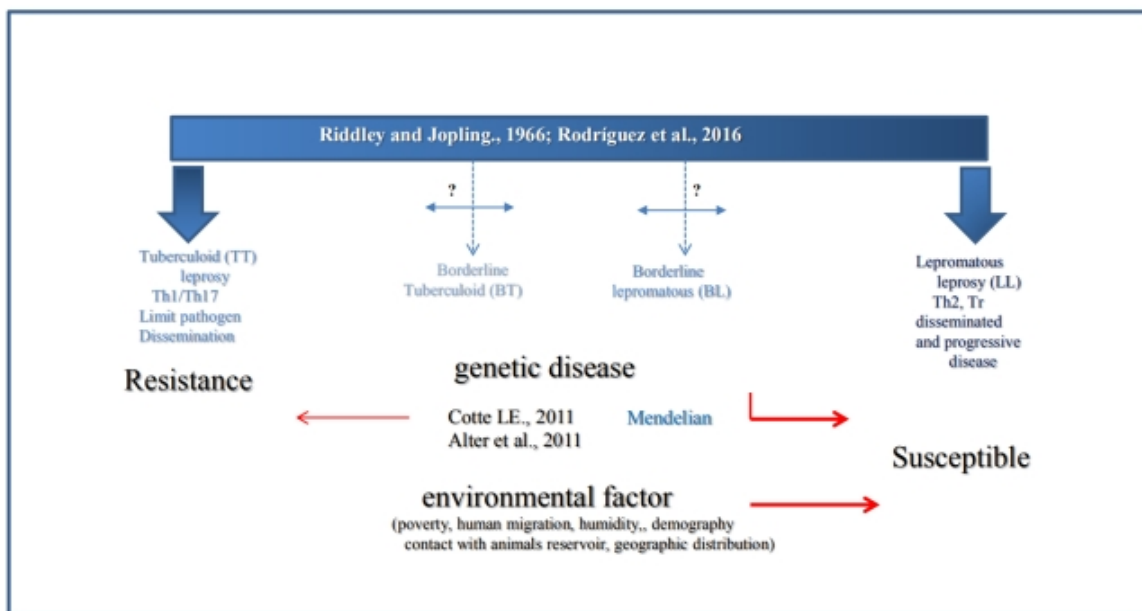 Riddley and Jopling., 1966; Rodríguez et al., 2016
?
?
Tuberculoid (TT)
leprosy
Th1/Th17
Limit pathogen
Dissemination
Borderline
Tuberculoid (BT)
Borderline
lepromatous (BL)
Lepromatous
leprosy (LL)
Th2, Tr
disseminated
and progressive
disease
Resistance
genetic disease
Cotte LE., 2011
Alter et al., 2011
Mendelian
Susceptible
environmental factor
(poverty, human migration, humidity,, demography
contact with animals reservoir, geographic distribution)